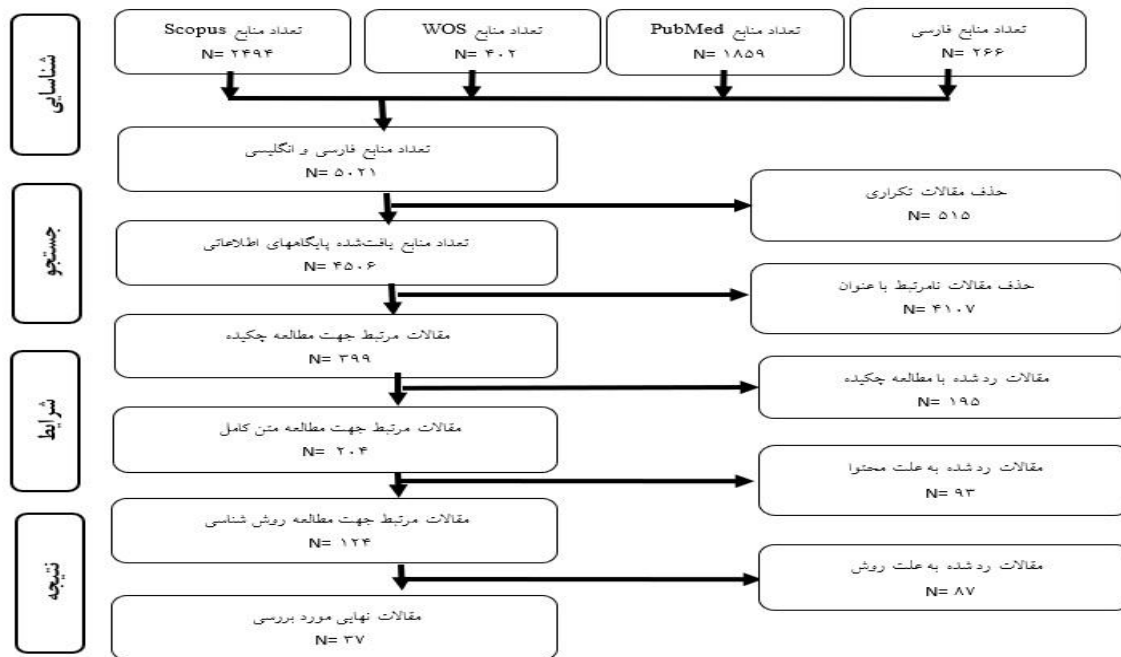 شناسایی
تعداد منابع Scopus
N= ۲۴۹۴
تعداد منابع WOS
N= ۴۰۲
تعداد منابع PubMed
N= ۱۸۵۹
تعداد منابع فارسی
N= ۲۶۶
تعداد منابع فارسی و انگلیسی
N= ۵۰۲۱
جستجو
حذف مقالات تکراری
N= ۵۱۵
تعداد منابع یافت‌شده پایگاههای اطلاعاتی
N= ۴۵۰۶
حذف مقالات نامرتبط با عنوان
N= ۴۱۰۷
مقالات مرتبط جهت مطالعه چکیده
N= ۳۹۹
شرایط
مقالات رد شده با مطالعه چکیده
N= ۱۹۵
مقالات مرتبط جهت مطالعه متن کامل
N= ۲۰۴
مقالات رد شده به علت محتوا
N= ۹۳
مقالات مرتبط جهت مطالعه روش شناسی
N= ۱۲۴
نتیجه
مقالات رد شده به علت روش
N= ۸۷
مقالات نهایی مورد بررسی
N= ۳۷